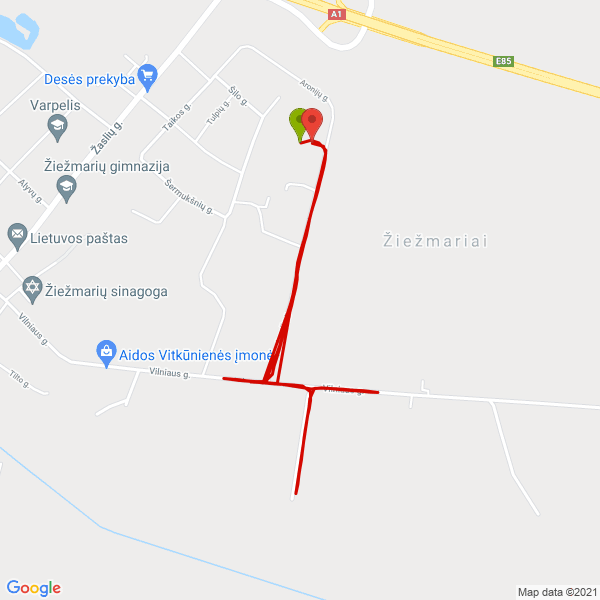 A1
E85
Desės prekyba
Aronijų g.
Šilo g.
Varpelis
Tulpių g.
Taikos g.
Žaslių g.
Žiežmarių gimnazija
Alyvų g.
Šermukšnių g.
Lietuvos paštas
Žiežmariai
Žiežmarių sinagoga
Vilniaus g.
Aidos Vitkūnienės įmonė
Vilniaus g.
Tilto g.
Vilniaus g.
Google
Map data ©2021